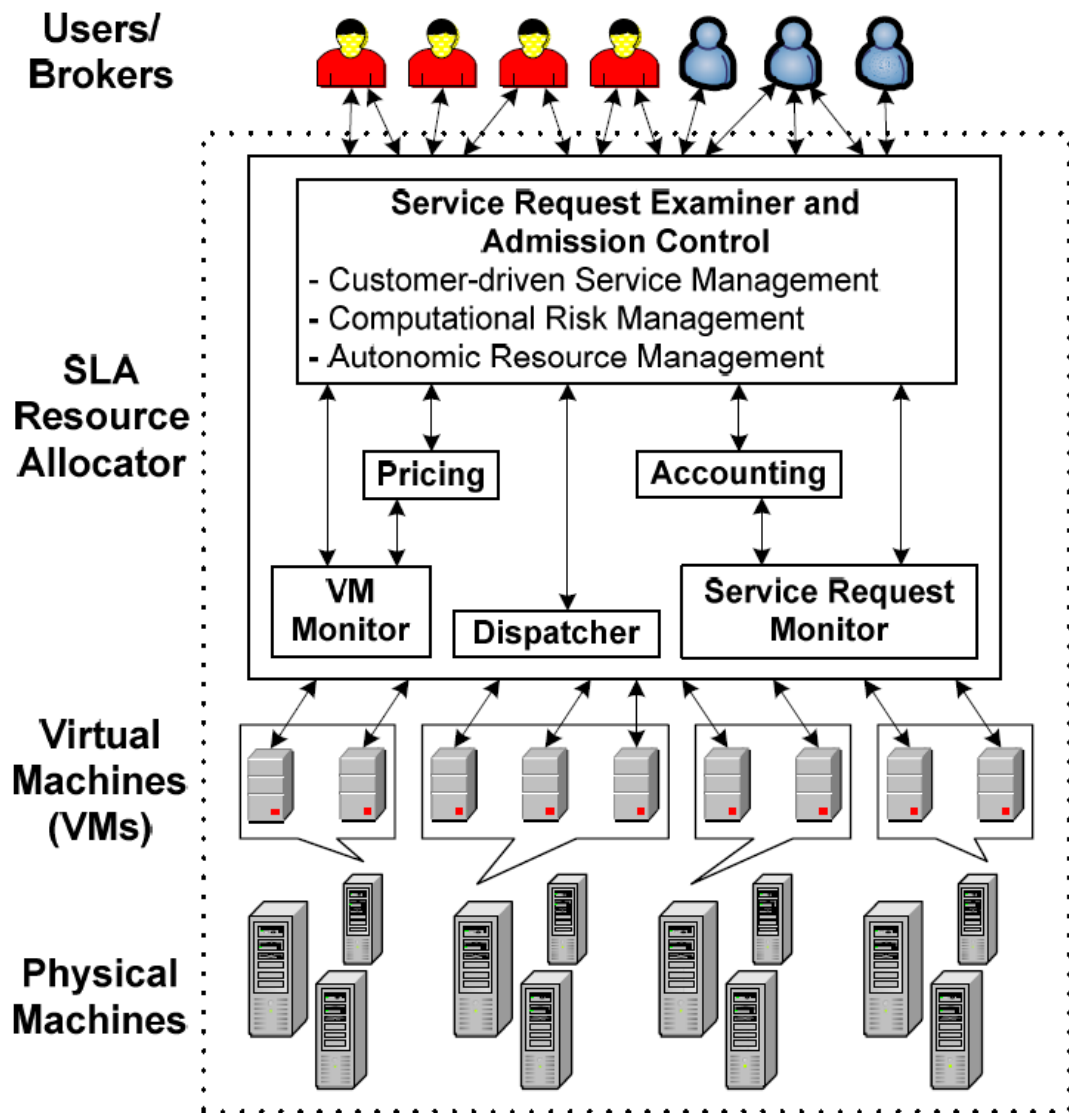 Users/
Brokers
Service Request Examiner and
Admission Control
- Customer-driven Service Management
- Computational Risk Management
- Autonomic Resource Management
SLA
Resource
Allocator
Pricing
Accounting
VM
Monitor
Dispatcher
Service Request
Monitor
Virtual
Machines
(VMs)
Physical
Machines